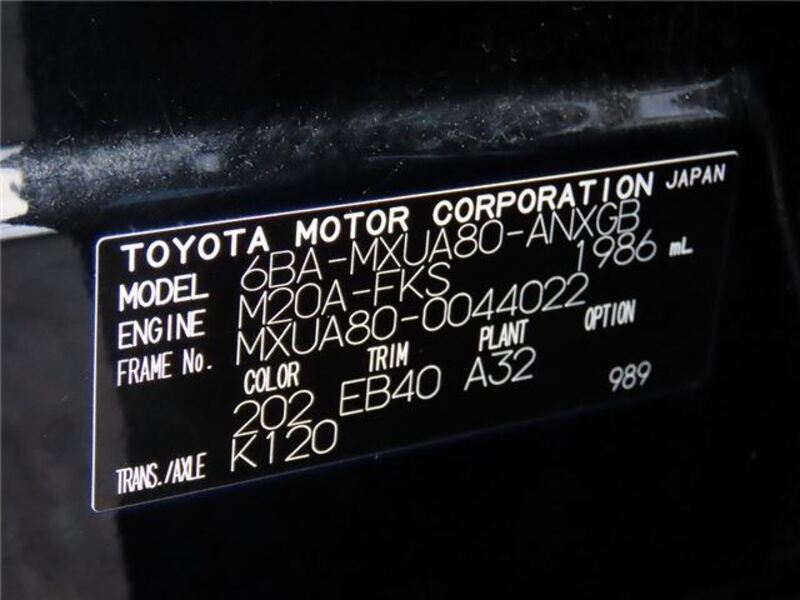 TOYOTA MOTOR CORPORATION JAPAN
MODEL 6BA-MXUA80-ANXGB
ENGINE M20A-FKS 1986 mL
FRAME No. MXUA80-0044022
COLOR TRIM PLANT OPTION
202 EB40 A32 989
TRANS./AXLE K120